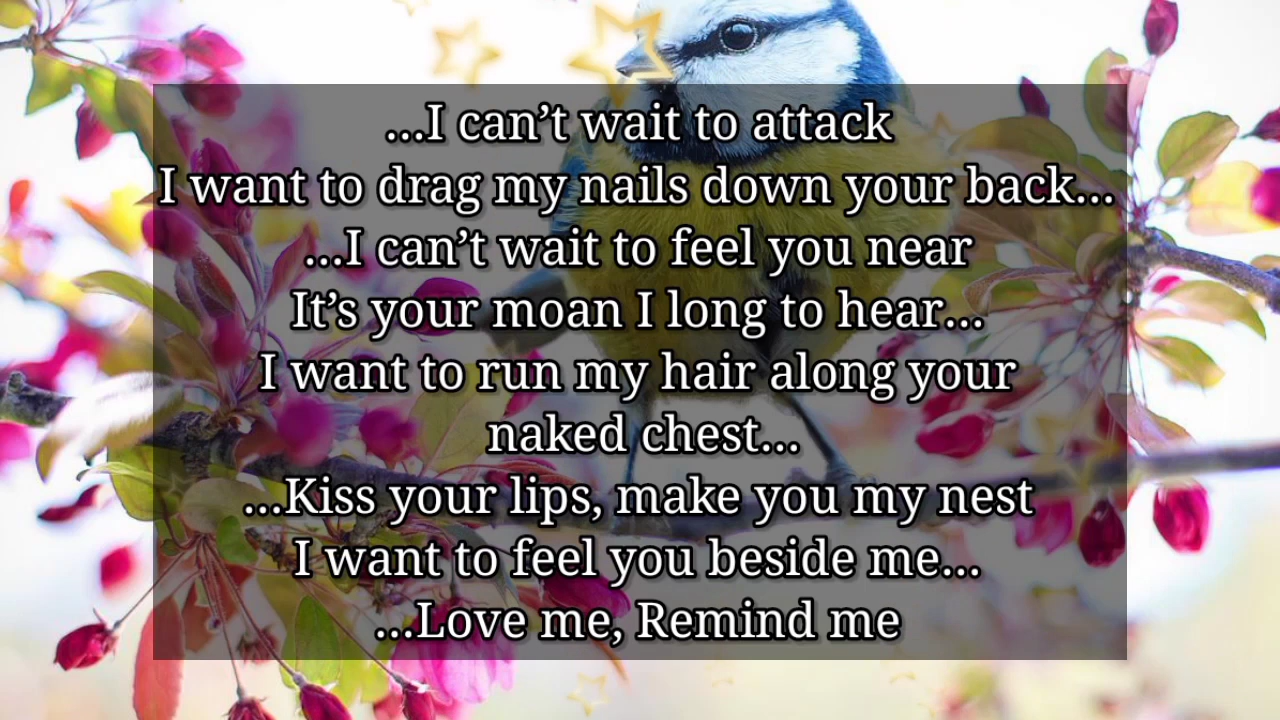 ...I can’t wait to attack
I want to drag my nails down your back...
...I can’t wait to feel you near
It’s your moan I long to hear...
I want to run my hair along your
naked chest...
...Kiss your lips, make you my nest
I want to feel you beside me...
...Love me, Remind me